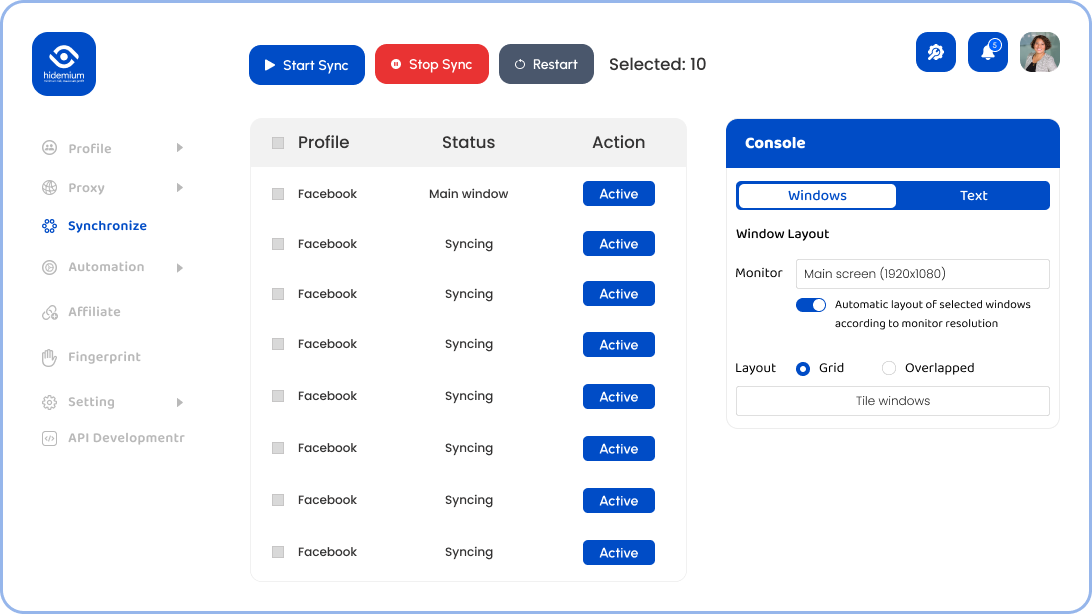 hidemium
Start Sync
Stop Sync
Restart
Selected: 10
5
Profile
Proxy
Synchronize
Automation
Affiliate
Fingerprint
Setting
API Developmentr
Profile Status Action
Facebook Main window Active
Facebook Syncing Active
Facebook Syncing Active
Facebook Syncing Active
Facebook Syncing Active
Facebook Syncing Active
Facebook Syncing Active
Facebook Syncing Active
Console
Windows Text
Window Layout
Monitor Main screen (1920x1080)
Automatic layout of selected windows
according to monitor resolution
Layout Grid Overlapped
Tile windows